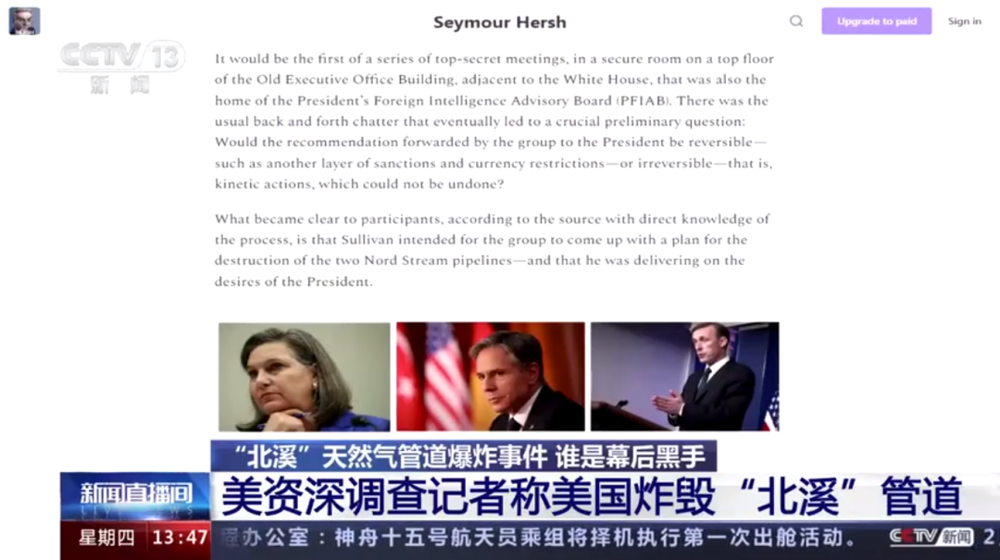 Seymour Hersh
Upgrade to paid
Sign in
CCTV 13
新闻
It would be the first of a series of top-secret meetings, in a secure room on a top floor
of the Old Executive Office Building, adjacent to the White House, that was also the
home of the President's Foreign Intelligence Advisory Board (PFIAB). There was the
usual back and forth chatter that eventually led to a crucial preliminary question:
Would the recommendation forwarded by the group to the President be reversible—
such as another layer of sanctions and currency restrictions—or irreversible—that is,
kinetic actions, which could not be undone?
What became clear to participants, according to the source with direct knowledge of
the process, is that Sullivan intended for the group to come up with a plan for the
destruction of the two Nord Stream pipelines—and that he was delivering on the
desires of the President.
“北溪”天然气管道爆炸事件 谁是幕后黑手
新闻直播间
LIVE NEWS
美资深调查记者称美国炸毁“北溪”管道
星期四 13:47
办公室：神舟十五号航天员乘组将择机执行第一次出舱活动。
CCTV 新闻
2